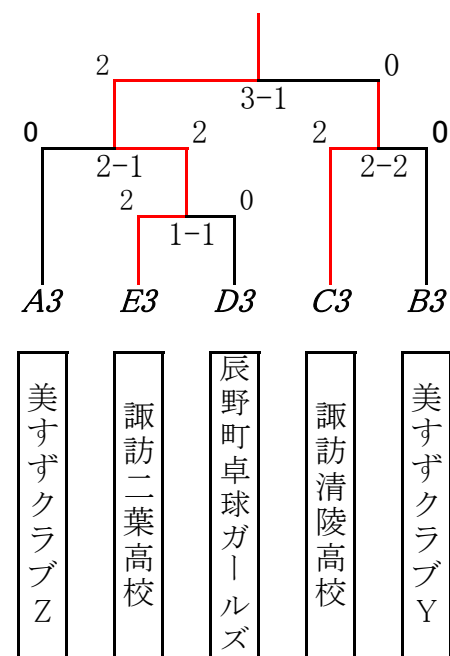 2 0
3-1
0 2 2 0
2-1 2-2
2 0
1-1
A3 E3 D3 C3 B3
美すずクラブZ
諏訪二葉高校
辰野町卓球ガールズ
諏訪清陵高校
美すずクラブY